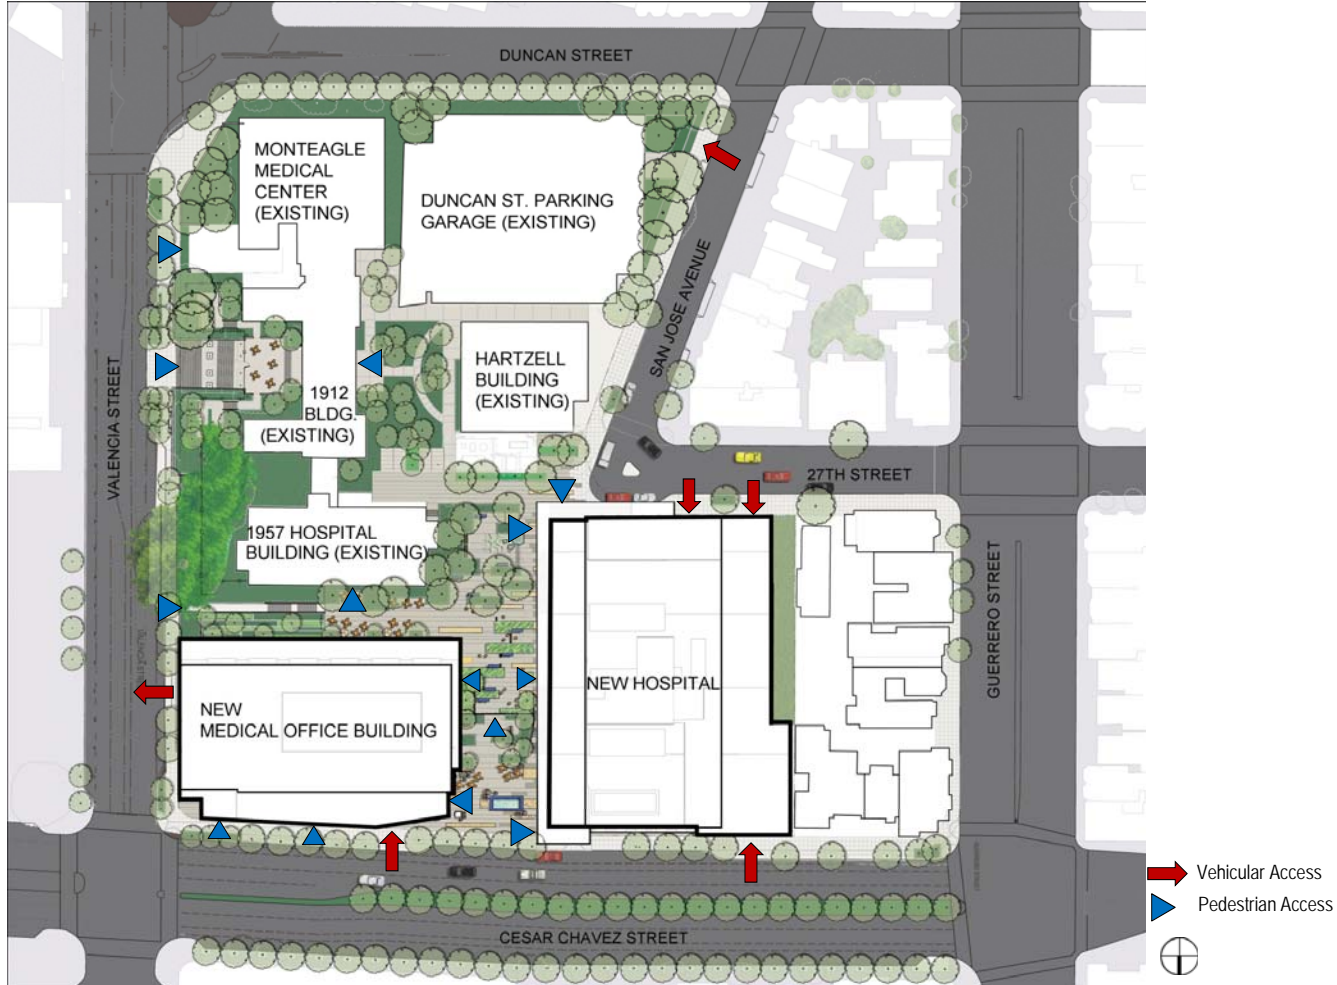 DUNCAN STREET
MONTEAGLE
MEDICAL
CENTER
(EXISTING)
DUNCAN ST. PARKING
GARAGE (EXISTING)
SAN JOSE AVENUE
HARTZELL
BUILDING
(EXISTING)
1912
BLDG.
(EXISTING)
VALENCIA STREET
27TH STREET
1957 HOSPITAL
BUILDING (EXISTING)
GUERRERO STREET
NEW HOSPITAL
NEW
MEDICAL OFFICE BUILDING
Vehicular Access
Pedestrian Access
CESAR CHAVEZ STREET